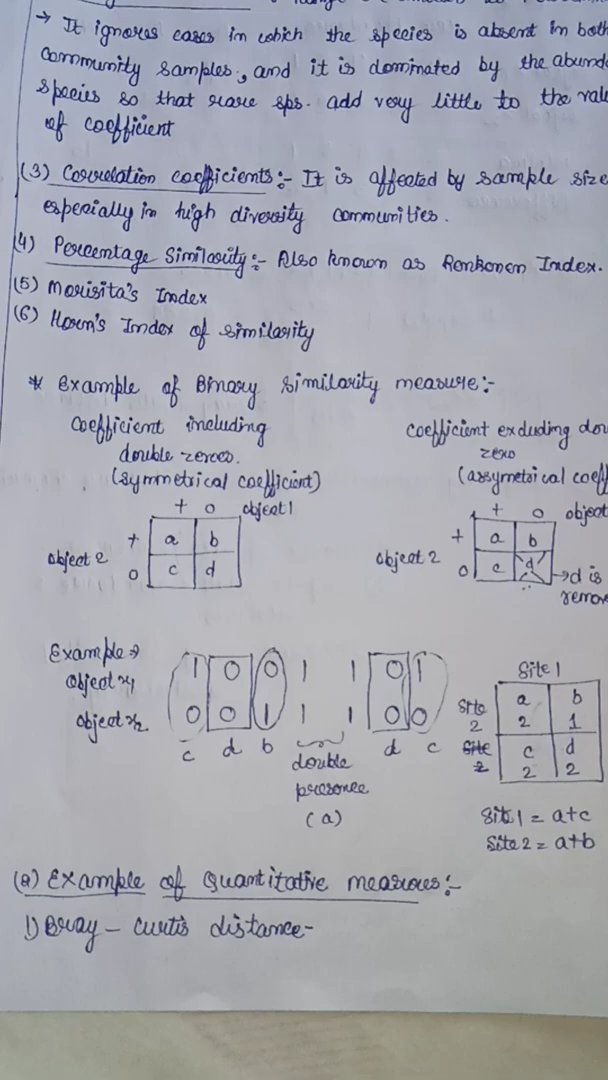 → It ignores cases in which the species is absent in both
community samples, and it is dominated by the
species so that rare sps. add very little to the
of coefficient
(3) Correlation coefficients:- It is affected by sample size
especially in high diversity communities.
4) Percentage Similarity:- Also known as Renkonen Index.
(5) Morisita's Index
(6) Horn's Index of similarity
* Example of Binary similarity measure:-
Coefficient including
double zeroes.
(symmetrical coefficient)
+ 0 object 1
object 2
+ a b
0 c d
coefficient excluding
zero
(assymetrical
+ 0 object
object 2
+ a b
0 c d
→d is
Example→
object x1 1 0 0 1 1 0 1
object x2 0 0 1 1 1 0 0
c d b double d c
presence
(a)
Site 1
Site 2
a b
2 1
Site 2
c d
2 2
Site 1 = a+c
Site 2 = a+b
(2) Example of Quantitative measures:-
1) Bray - Curtis distance-